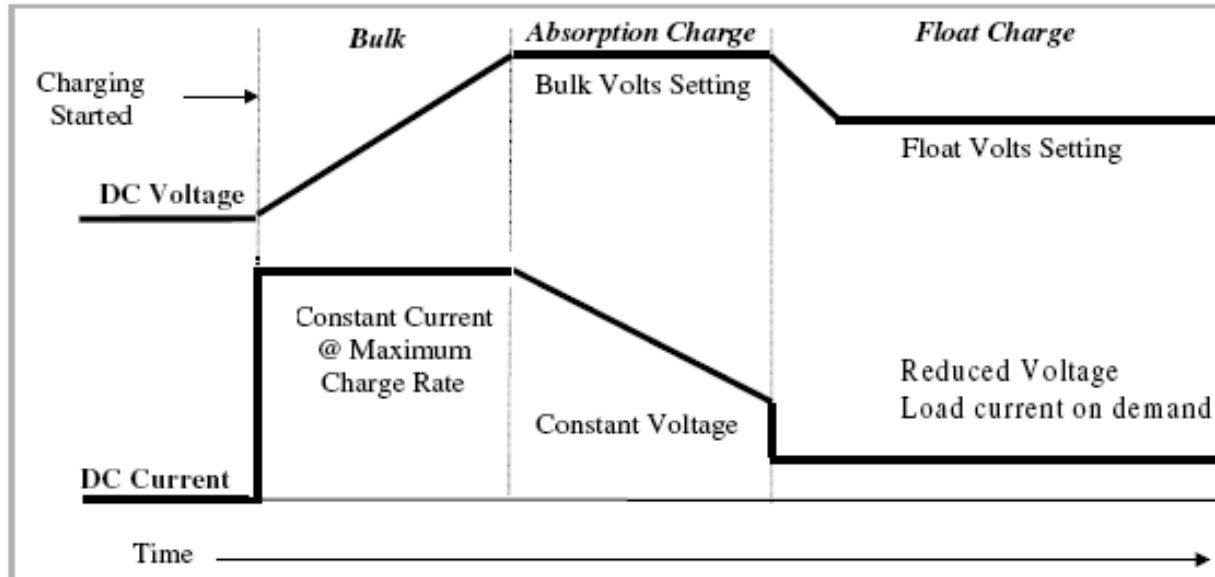 Bulk
Absorption Charge
Float Charge
Charging
Started
Bulk Volts Setting
Float Volts Setting
DC Voltage
Constant Current
@ Maximum
Charge Rate
Constant Voltage
Reduced Voltage
Load current on demand
DC Current
Time